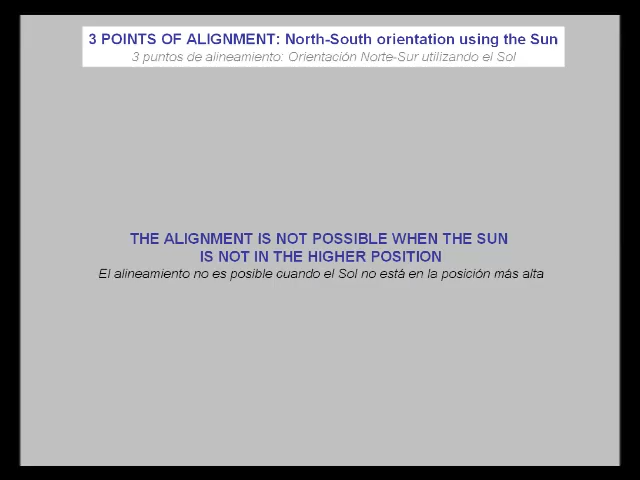 3 POINTS OF ALIGNMENT: North-South orientation using the Sun
3 puntos de alineamiento: Orientación Norte-Sur utilizando el Sol
THE ALIGNMENT IS NOT POSSIBLE WHEN THE SUN
IS NOT IN THE HIGHER POSITION
El alineamiento no es posible cuando el Sol no está en la posición más alta